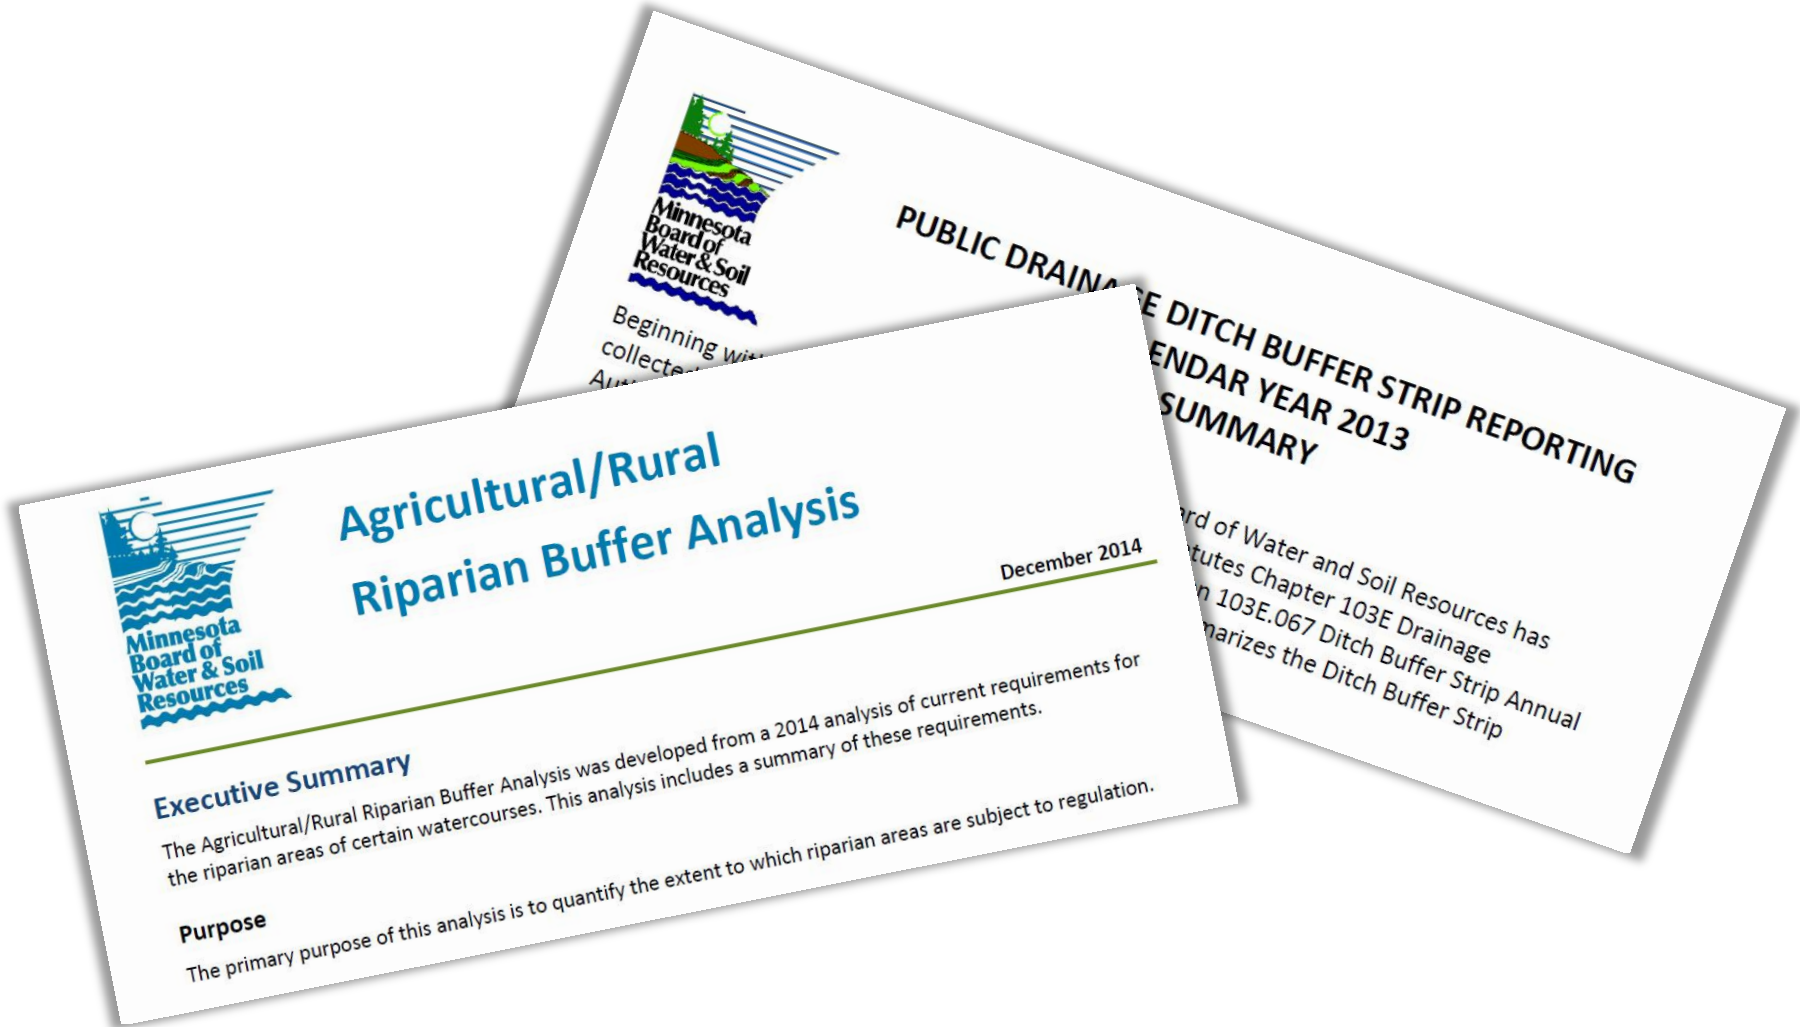 Minnesota
Board of
Water & Soil
Resources
PUBLIC DRAINAGE DITCH BUFFER STRIP REPORTING
ENDAR YEAR 2013
SUMMARY
Beginning with
collected
ard of Water and Soil Resources has
tutes Chapter 103E Drainage
n 103E.067 Ditch Buffer Strip Annual
marizes the Ditch Buffer Strip
Minnesota
Board of
Water & Soil
Resources
Agricultural/Rural
Riparian Buffer Analysis
December 2014
Executive Summary
The Agricultural/Rural Riparian Buffer Analysis was developed from a 2014 analysis of current requirements for
the riparian areas of certain watercourses. This analysis includes a summary of these requirements.
Purpose
The primary purpose of this analysis is to quantify the extent to which riparian areas are subject to regulation.